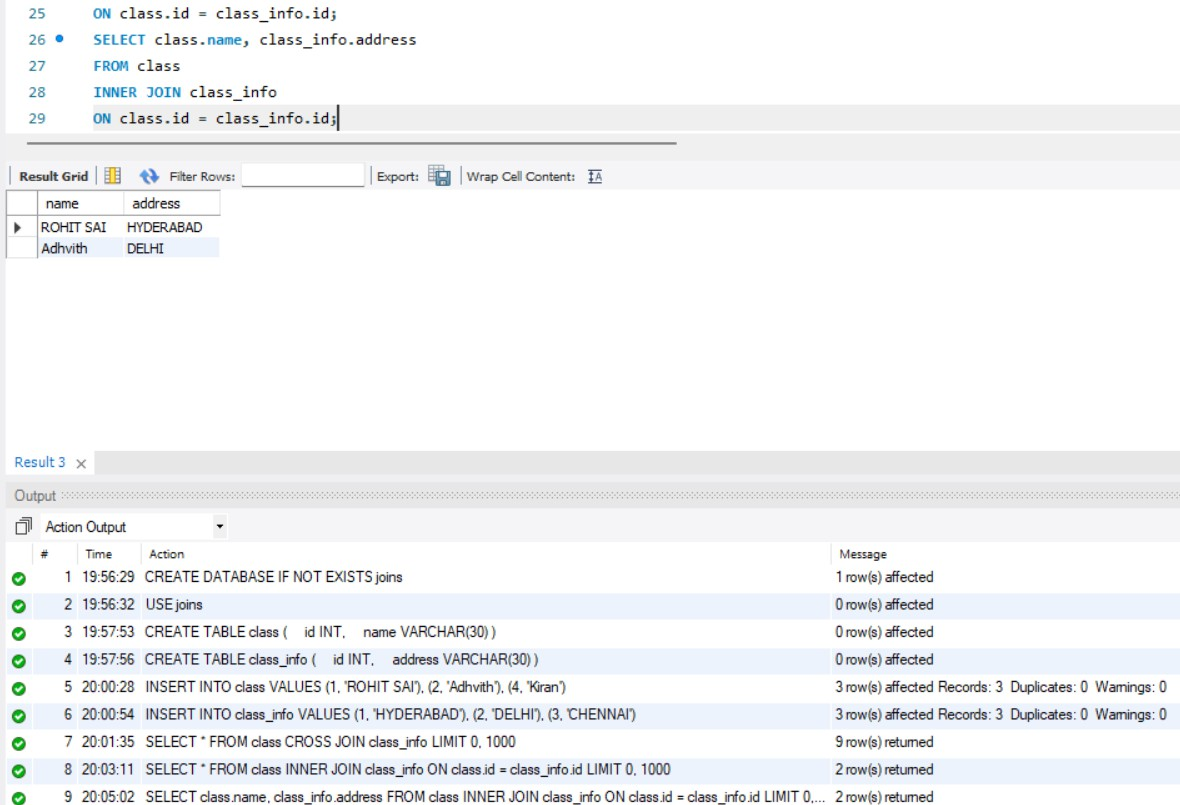 25 ON class.id = class_info.id;
26 SELECT class.name, class_info.address
27 FROM class
28 INNER JOIN class_info
29 ON class.id = class_info.id;
Result Grid Filter Rows: Export: Wrap Cell Content: IA
name address
ROHIT SAI HYDERABAD
Adhvith DELHI
Result 3
Output
Action Output
# Time Action Message
1 19:56:29 CREATE DATABASE IF NOT EXISTS joins 1 row(s) affected
2 19:56:32 USE joins 0 row(s) affected
3 19:57:53 CREATE TABLE class ( id INT, name VARCHAR(30) ) 0 row(s) affected
4 19:57:56 CREATE TABLE class_info ( id INT, address VARCHAR(30) ) 0 row(s) affected
5 20:00:28 INSERT INTO class VALUES (1, 'ROHIT SAI'), (2, 'Adhvith'), (4, 'Kiran') 3 row(s) affected Records: 3 Duplicates: 0 Warnings: 0
6 20:00:54 INSERT INTO class_info VALUES (1, 'HYDERABAD'), (2, 'DELHI'), (3, 'CHENNAI') 3 row(s) affected Records: 3 Duplicates: 0 Warnings: 0
7 20:01:35 SELECT * FROM class CROSS JOIN class_info LIMIT 0, 1000 9 row(s) returned
8 20:03:11 SELECT * FROM class INNER JOIN class_info ON class.id = class_info.id LIMIT 0, 1000 2 row(s) returned
9 20:05:02 SELECT class.name, class_info.address FROM class INNER JOIN class_info ON class.id = class_info.id LIMIT 0,... 2 row(s) returned